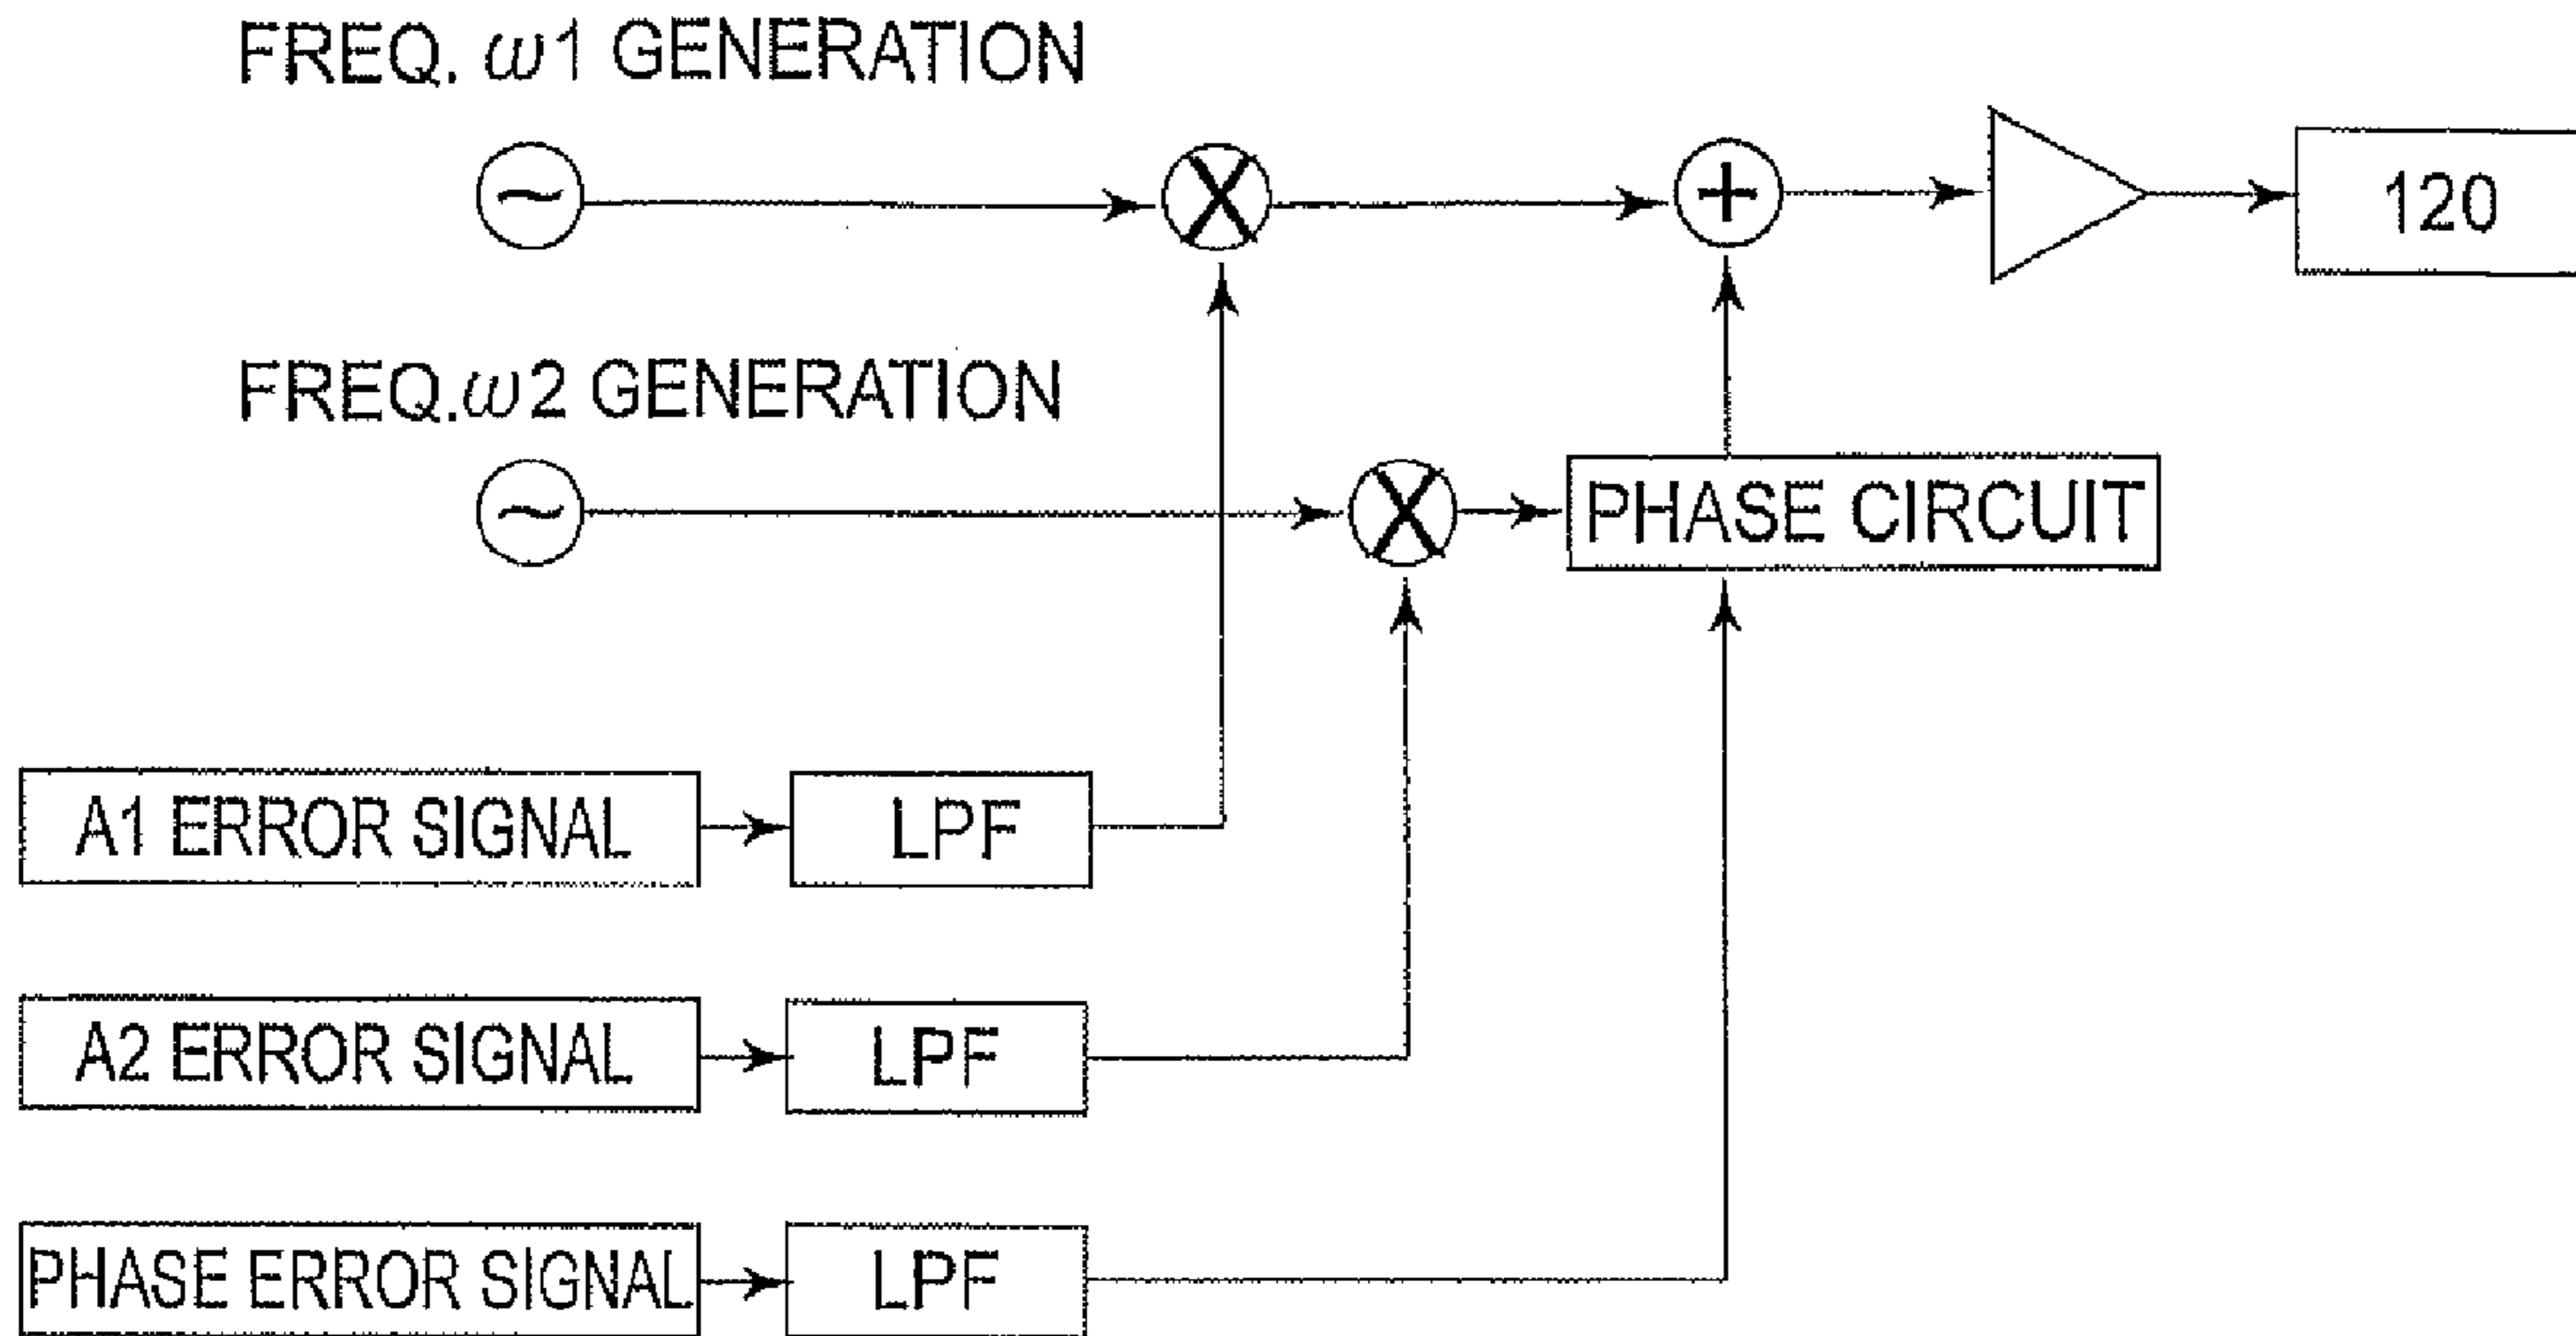 FREQ. ω1 GENERATION
120
FREQ.ω2 GENERATION
PHASE CIRCUIT
A1 ERROR SIGNAL
LPF
A2 ERROR SIGNAL
LPF
PHASE ERROR SIGNAL
LPF